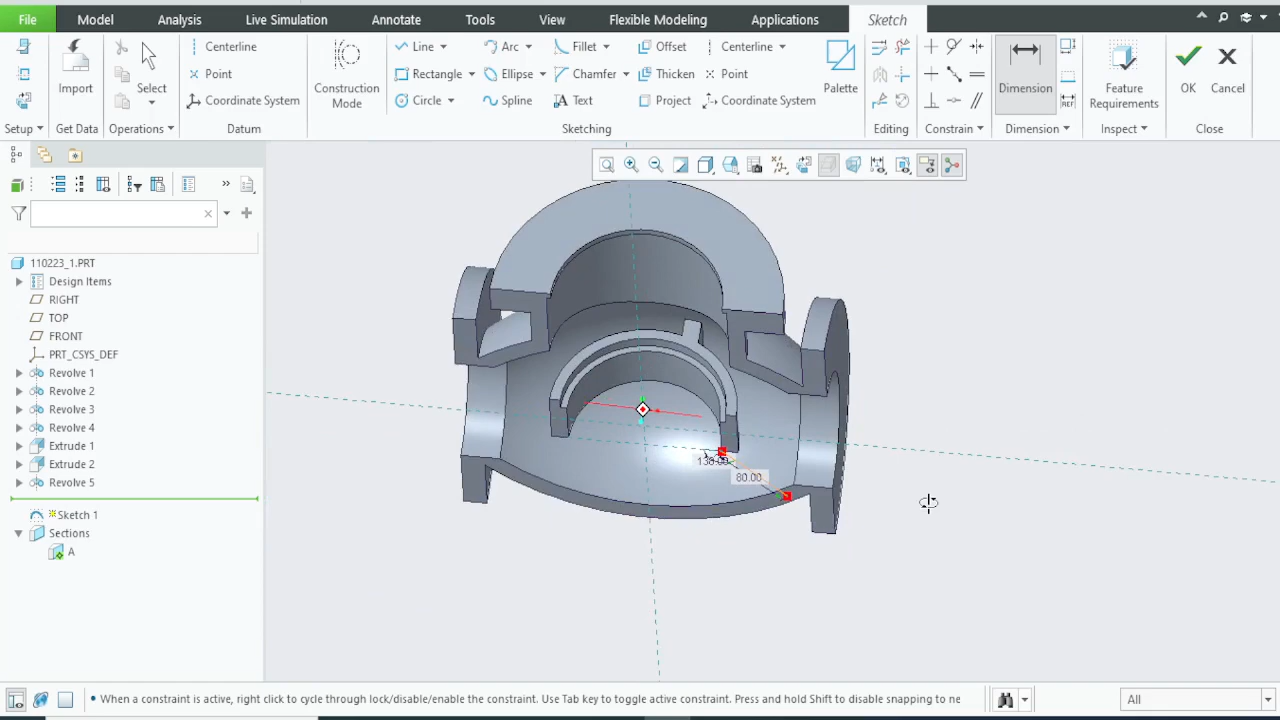 File Model Analysis Live Simulation Annotate Tools View Flexible Modeling Applications Sketch
Centerline Line Arc Fillet Offset Centerline
Point Rectangle Ellipse Chamfer Thicken Point
Coordinate System Circle Spline Text Project Coordinate System
Import Select Construction Mode Palette Dimension Feature Requirements OK Cancel
Setup Get Data Operations Datum Sketching Editing Constrain Dimension Inspect Close
110223_1.PRT
Design Items
RIGHT
TOP
FRONT
PRT_CSYS_DEF
Revolve 1
Revolve 2
Revolve 3
Revolve 4
Extrude 1
Extrude 2
Revolve 5
Sketch 1
Sections
A
80.00
• When a constraint is active, right click to cycle through lock/disable/enable the constraint. Use Tab key to toggle active constraint. Press and hold Shift to disable snapping to ne
All